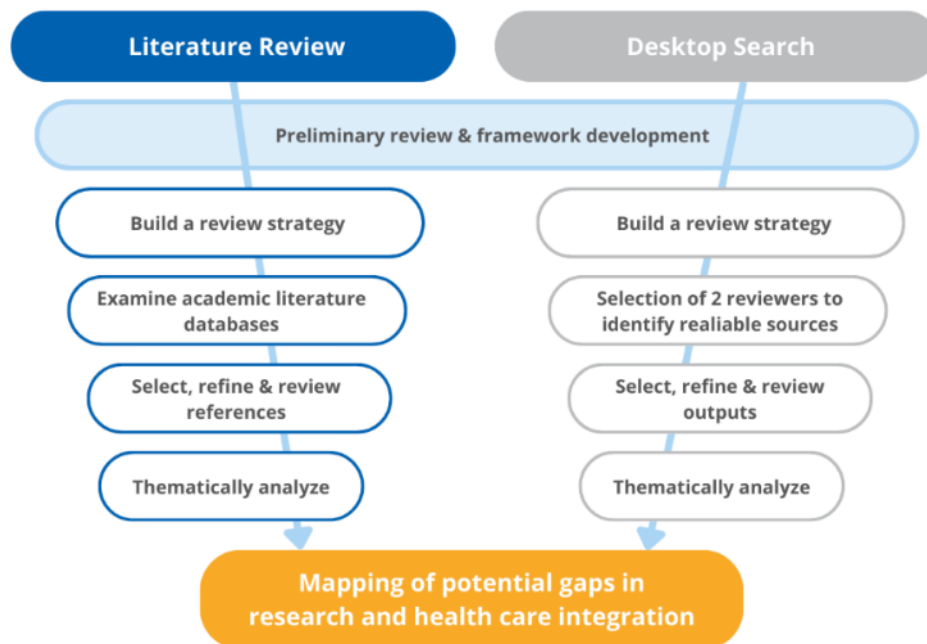 Literature Review
Desktop Search
Preliminary review & framework development
Build a review strategy
Build a review strategy
Examine academic literature
databases
Selection of 2 reviewers to
identify realiable sources
Select, refine & review
references
Select, refine & review
outputs
Thematically analyze
Thematically analyze
Mapping of potential gaps in
research and health care integration